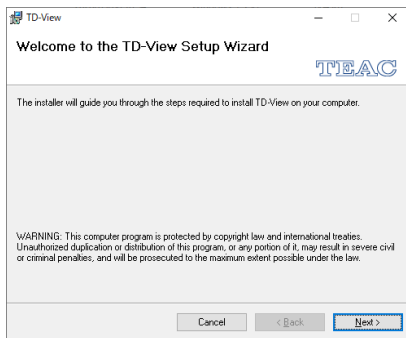 TD-View
Welcome to the TD-View Setup Wizard
TEAC
The installer will guide you through the steps required to install TD-View on your computer.
WARNING: This computer program is protected by copyright law and international treaties.
Unauthorized duplication or distribution of this program, or any portion of it, may result in severe civil
or criminal penalties, and will be prosecuted to the maximum extent possible under the law.
Cancel
< Back
Next >